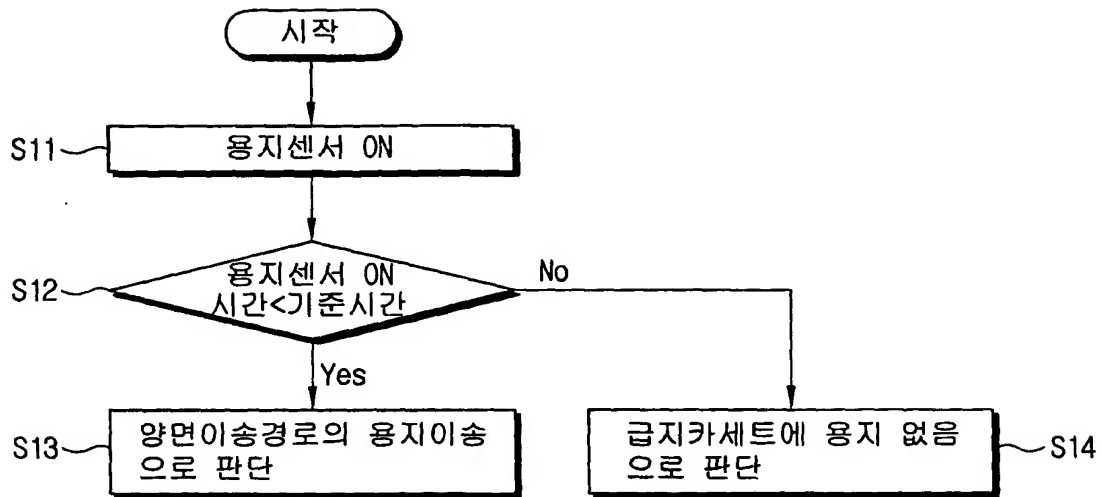 시작
S11
용지센서 ON
S12
용지센서 ON
시간<기준시간
No
Yes
S13
양면이송경로의 용지이송
으로 판단
급지카세트에 용지 없음
으로 판단
S14